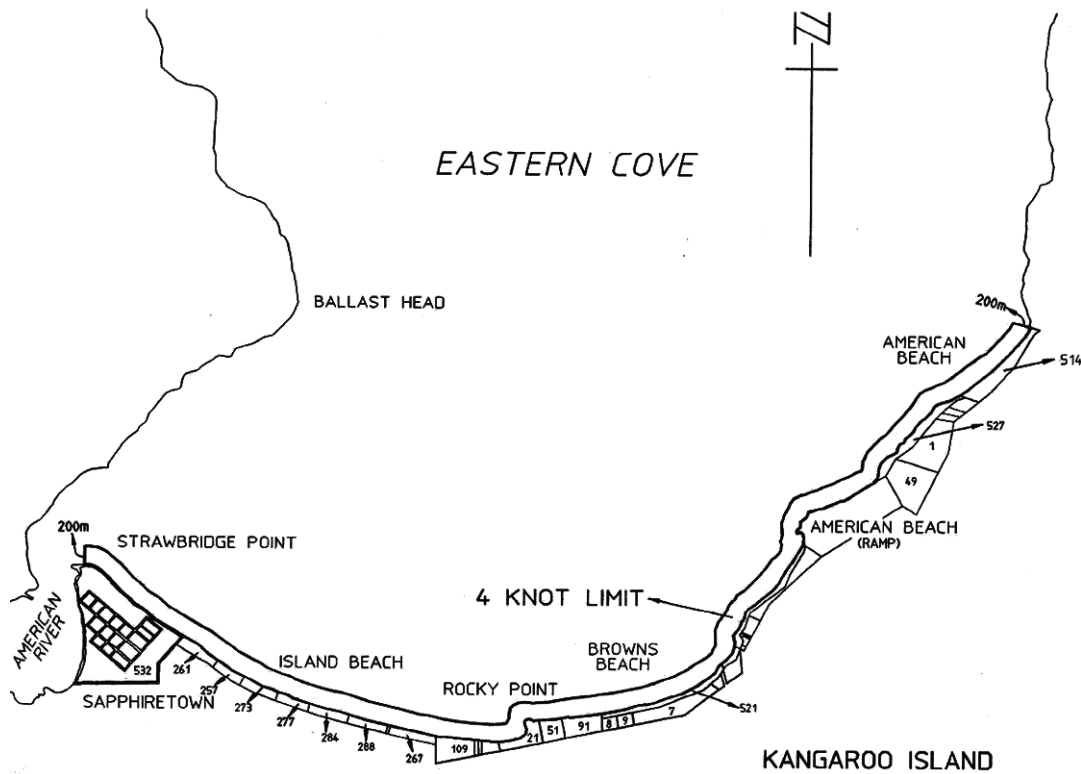 N
EASTERN COVE
BALLAST HEAD
200m
AMERICAN
BEACH
514
527
1
49
200m
STRAWBRIDGE POINT
AMERICAN BEACH
(RAMP)
4 KNOT LIMIT
AMERICAN
RIVER
BROWNS
BEACH
ISLAND BEACH
532
261
SAPPHIRETOWN
257
273
277
284
288
267
ROCKY POINT
109
21
51
91
8
9
7
521
KANGAROO ISLAND